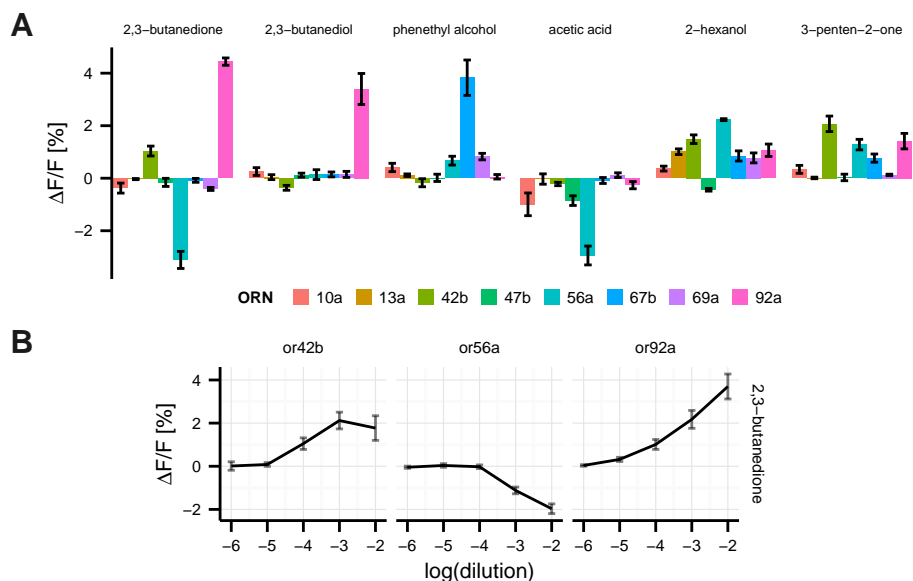 A
2,3−butanedione 2,3−butanediol phenethyl alcohol acetic acid 2−hexanol 3−penten−2−one
4
2
0
−2
ΔF/F [%]
ORN 10a 13a 42b 47b 56a 67b 69a 92a
B
or42b or56a or92a
4
2
0
−2
ΔF/F [%]
2,3−butanedione
−6 −5 −4 −3 −2 −6 −5 −4 −3 −2 −6 −5 −4 −3 −2
log(dilution)